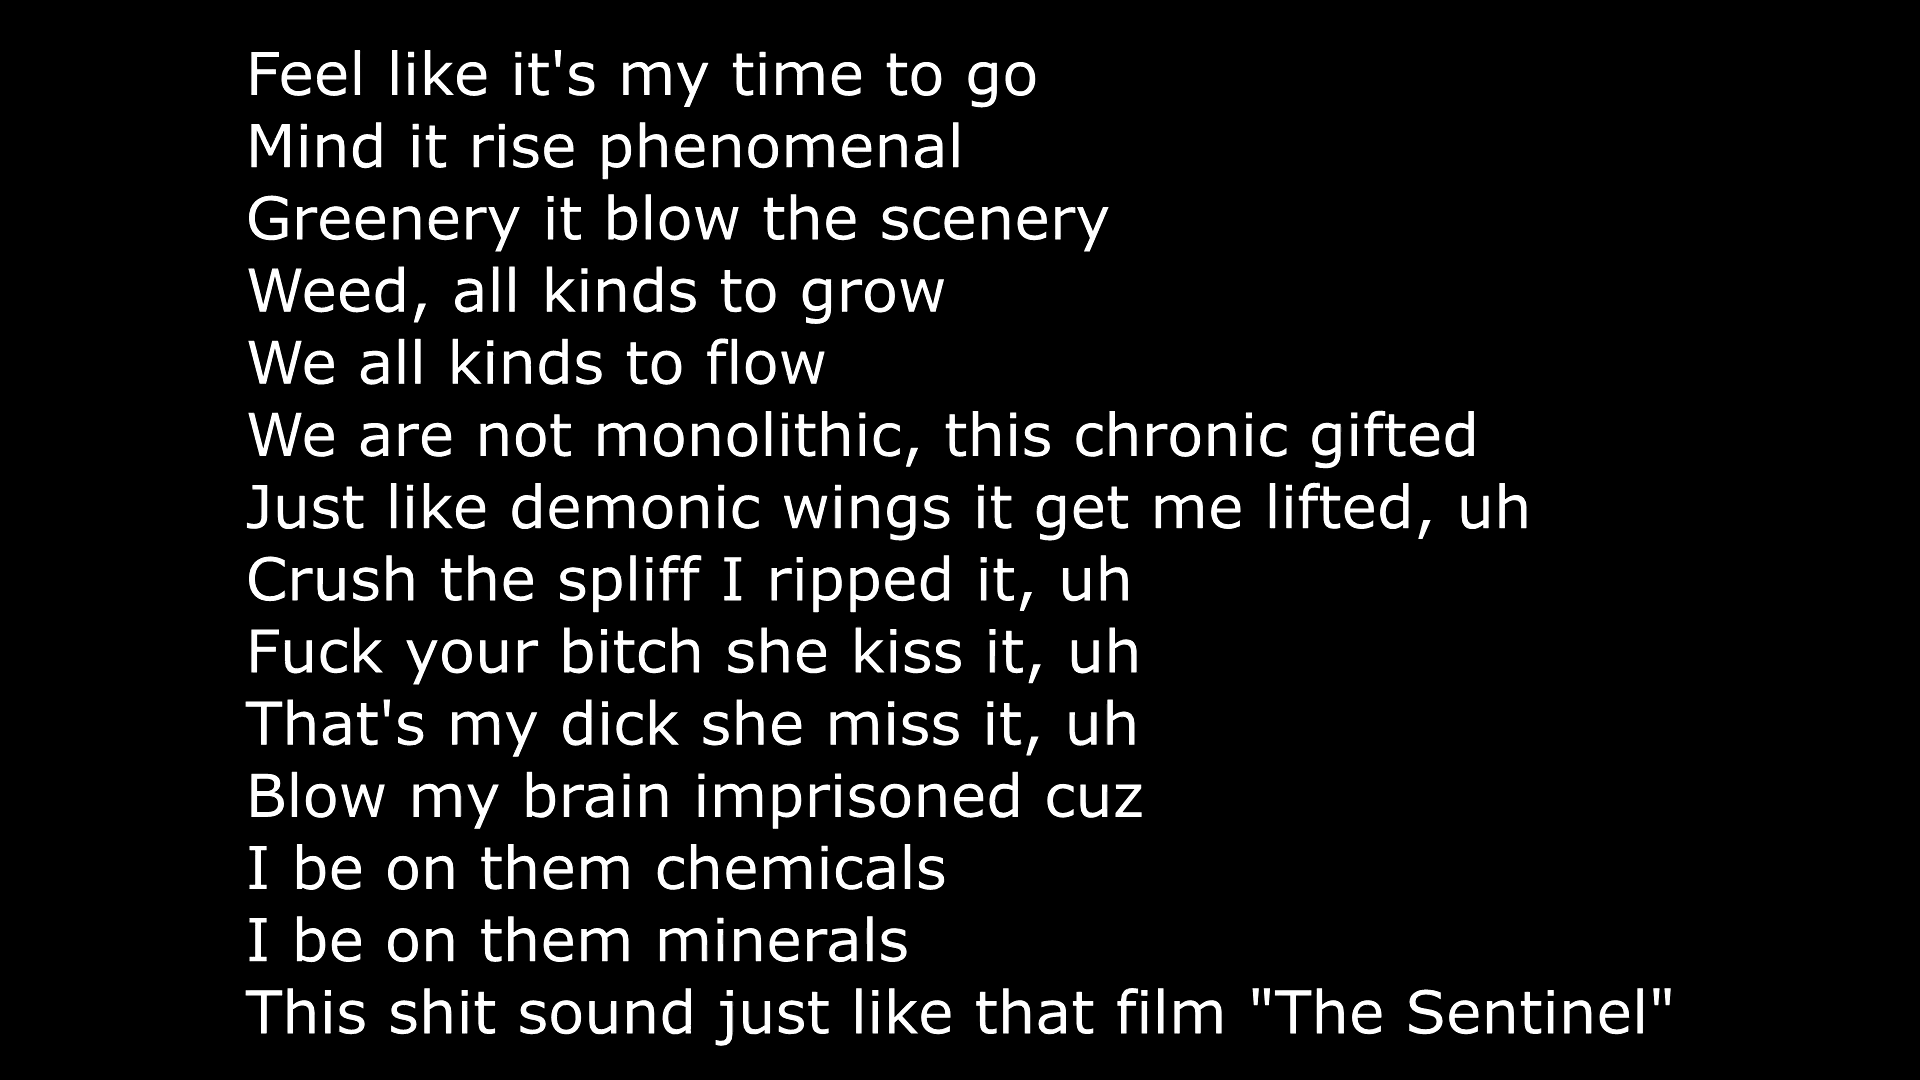 Feel like it's my time to go
Mind it rise phenomenal
Greenery it blow the scenery
Weed, all kinds to grow
We all kinds to flow
We are not monolithic, this chronic gifted
Just like demonic wings it get me lifted, uh
Crush the spliff I ripped it, uh
Fuck your bitch she kiss it, uh
That's my dick she miss it, uh
Blow my brain imprisoned cuz
I be on them chemicals
I be on them minerals
This shit sound just like that film "The Sentinel"